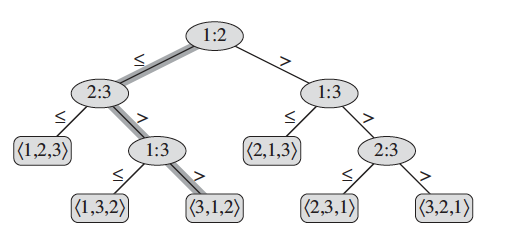 1:2
≤ >
2:3 1:3
≤ > ≤ >
⟨1,2,3⟩ 1:3 ⟨2,1,3⟩ 2:3
≤ > ≤ >
⟨1,3,2⟩ ⟨3,1,2⟩ ⟨2,3,1⟩ ⟨3,2,1⟩